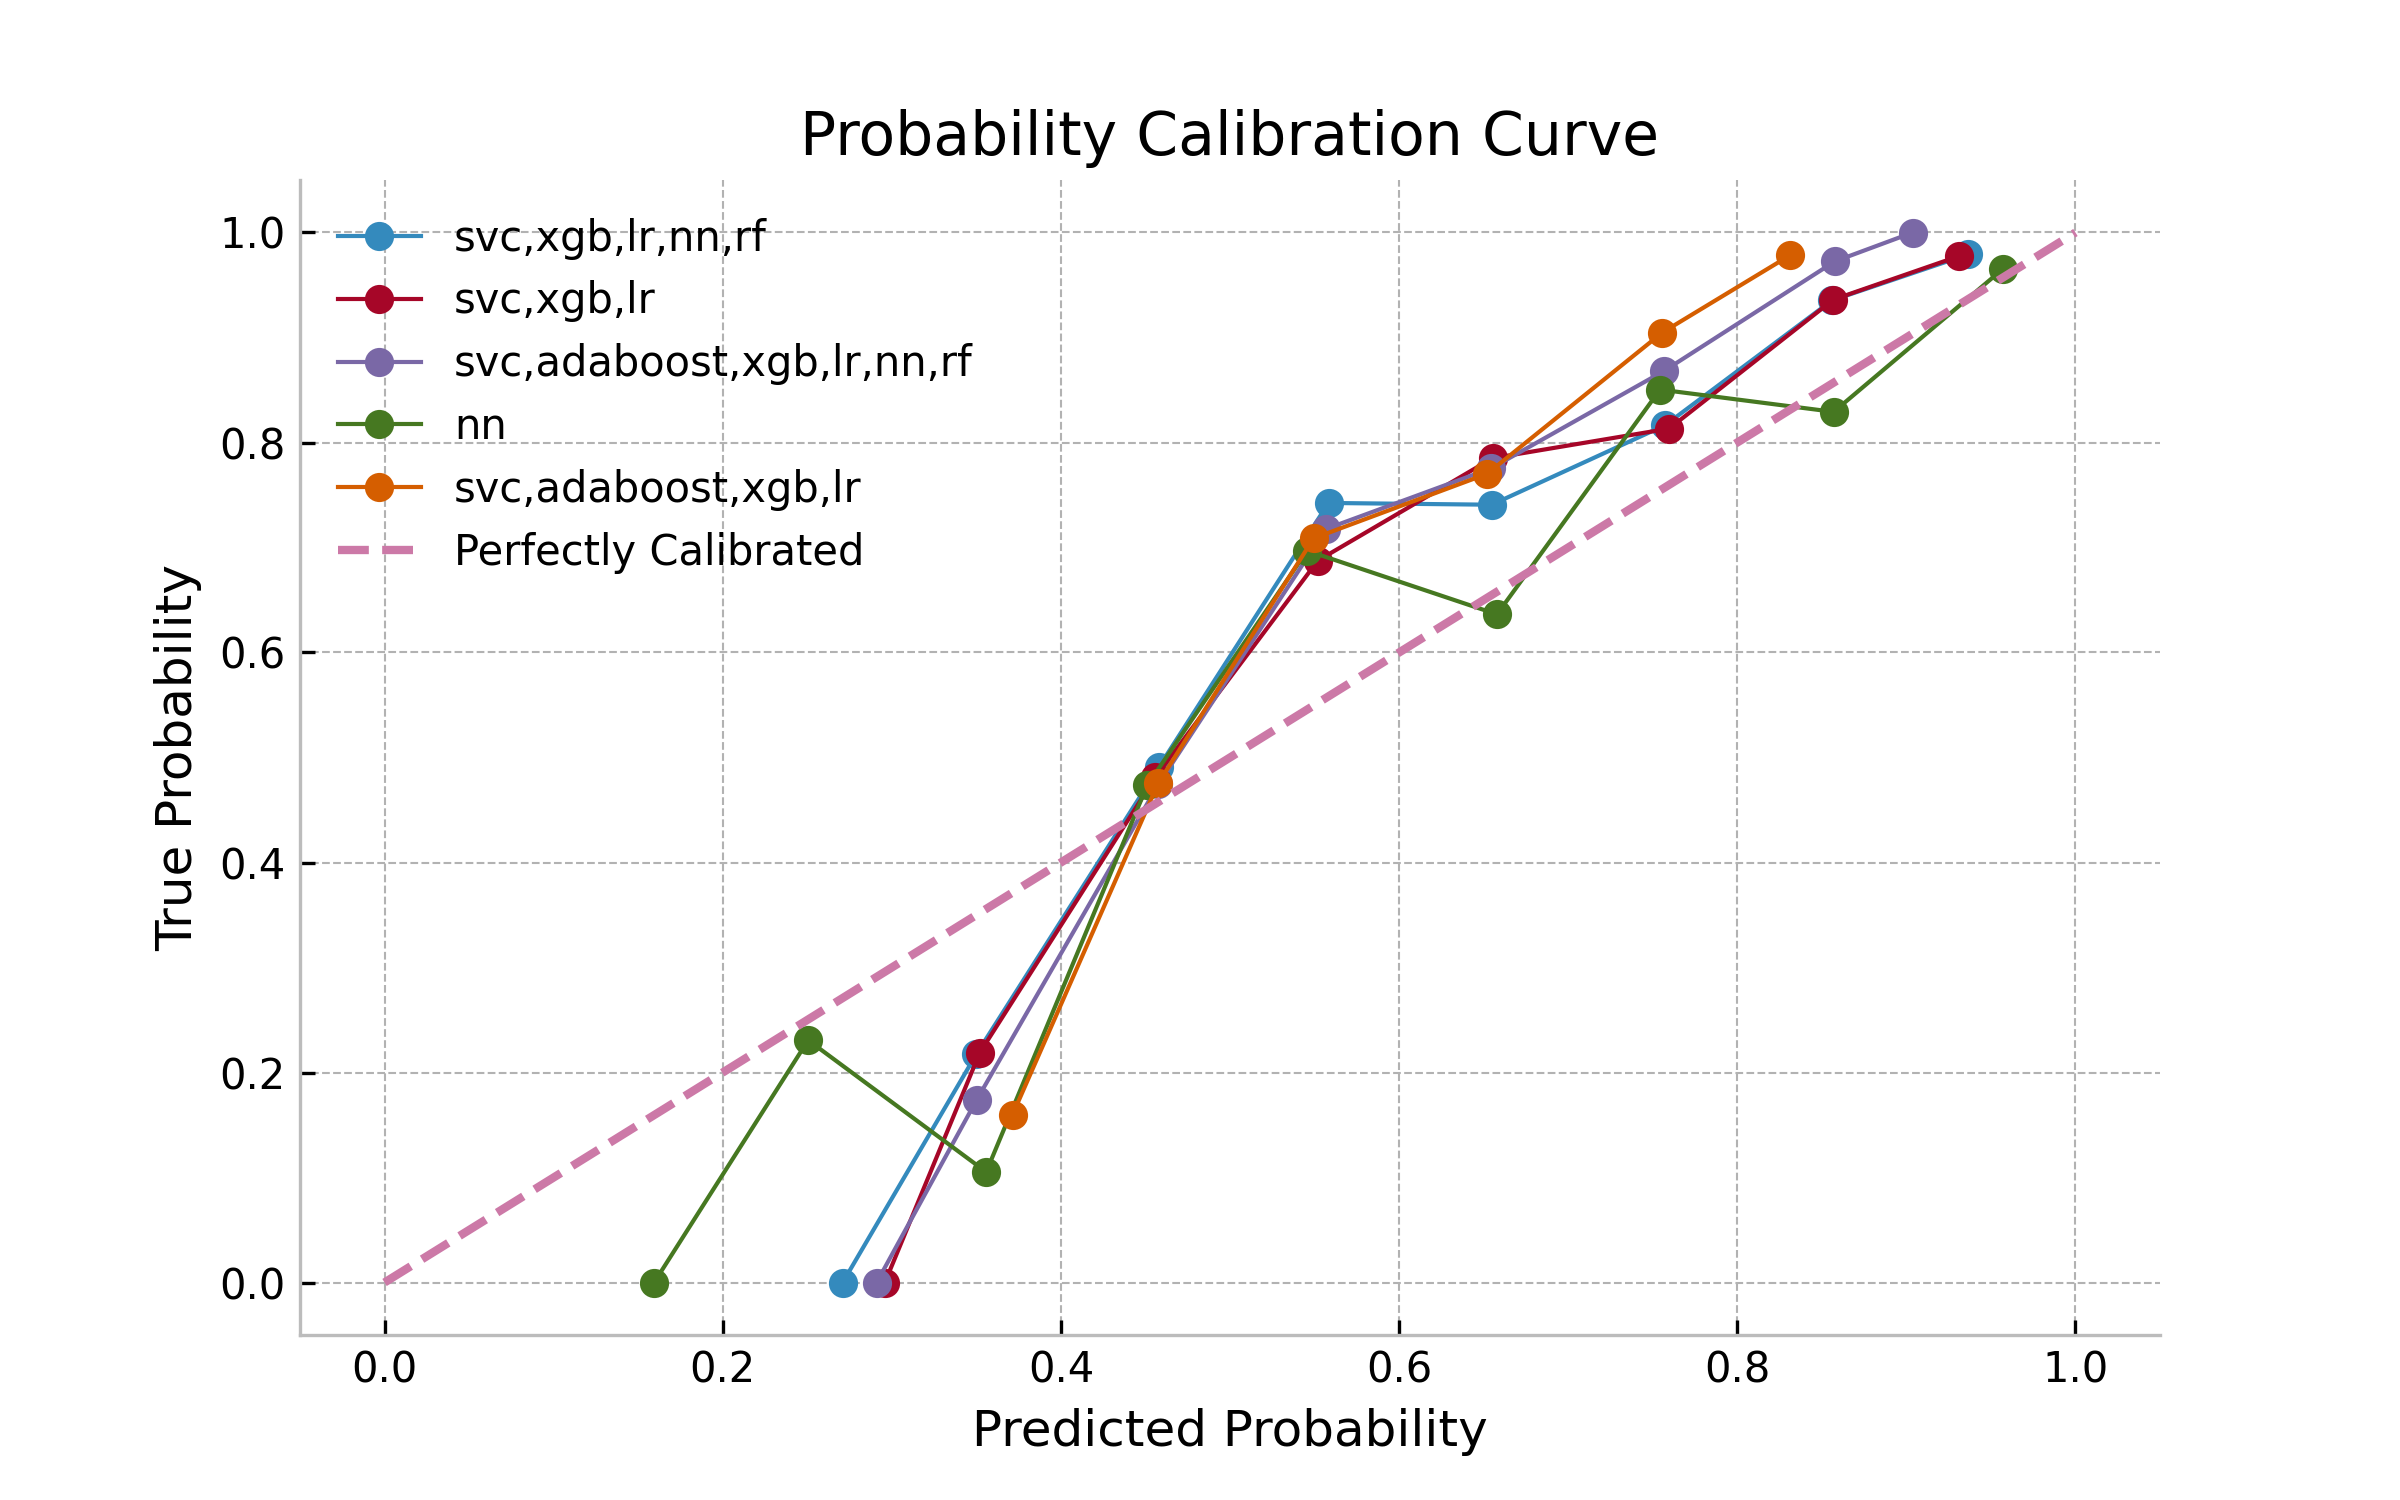 Probability Calibration Curve
svc,xgb,lr,nn,rf
svc,xgb,lr
svc,adaboost,xgb,lr,nn,rf
nn
svc,adaboost,xgb,lr
Perfectly Calibrated
True Probability
1.0
0.8
0.6
0.4
0.2
0.0
0.0 0.2 0.4 0.6 0.8 1.0
Predicted Probability